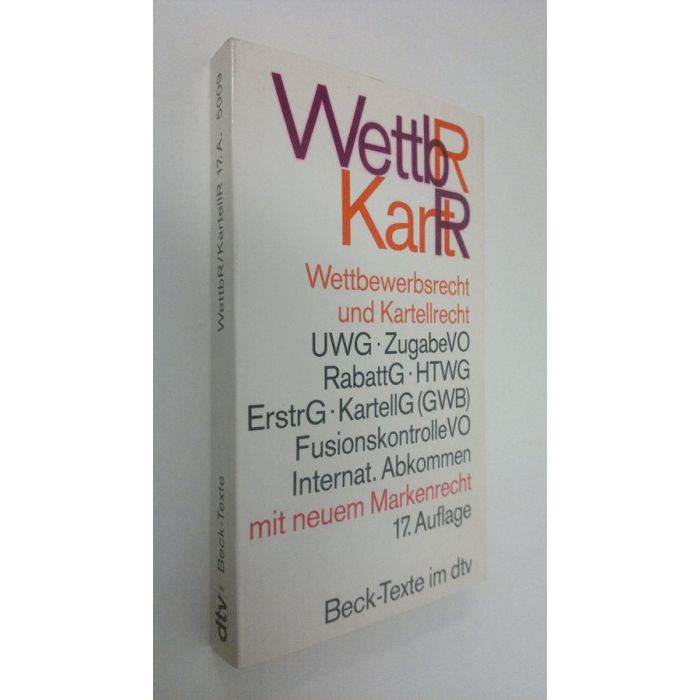 WettbR
KartR
Wettbewerbsrecht
und Kartellrecht
UWG · ZugabeVO
RabattG · HTWG
ErstrG · KartellG (GWB)
FusionskontrolleVO
Internat. Abkommen
mit neuem Markenrecht
17. Auflage
Beck-Texte im dtv
dtv Beck-Texte WettbR/KartellR 17. A. 5009